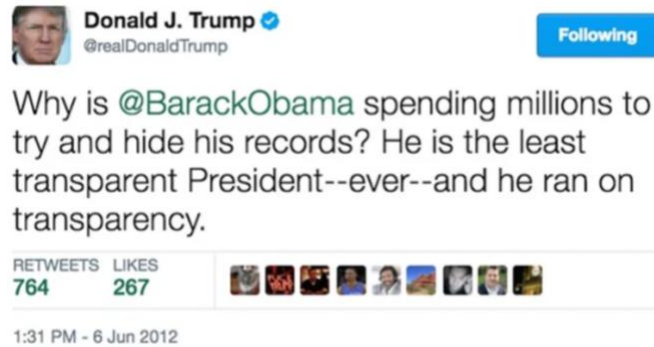 Donald J. Trump
@realDonaldTrump
Following
Why is @BarackObama spending millions to
try and hide his records? He is the least
transparent President--ever--and he ran on
transparency.
RETWEETS LIKES
764 267
1:31 PM - 6 Jun 2012